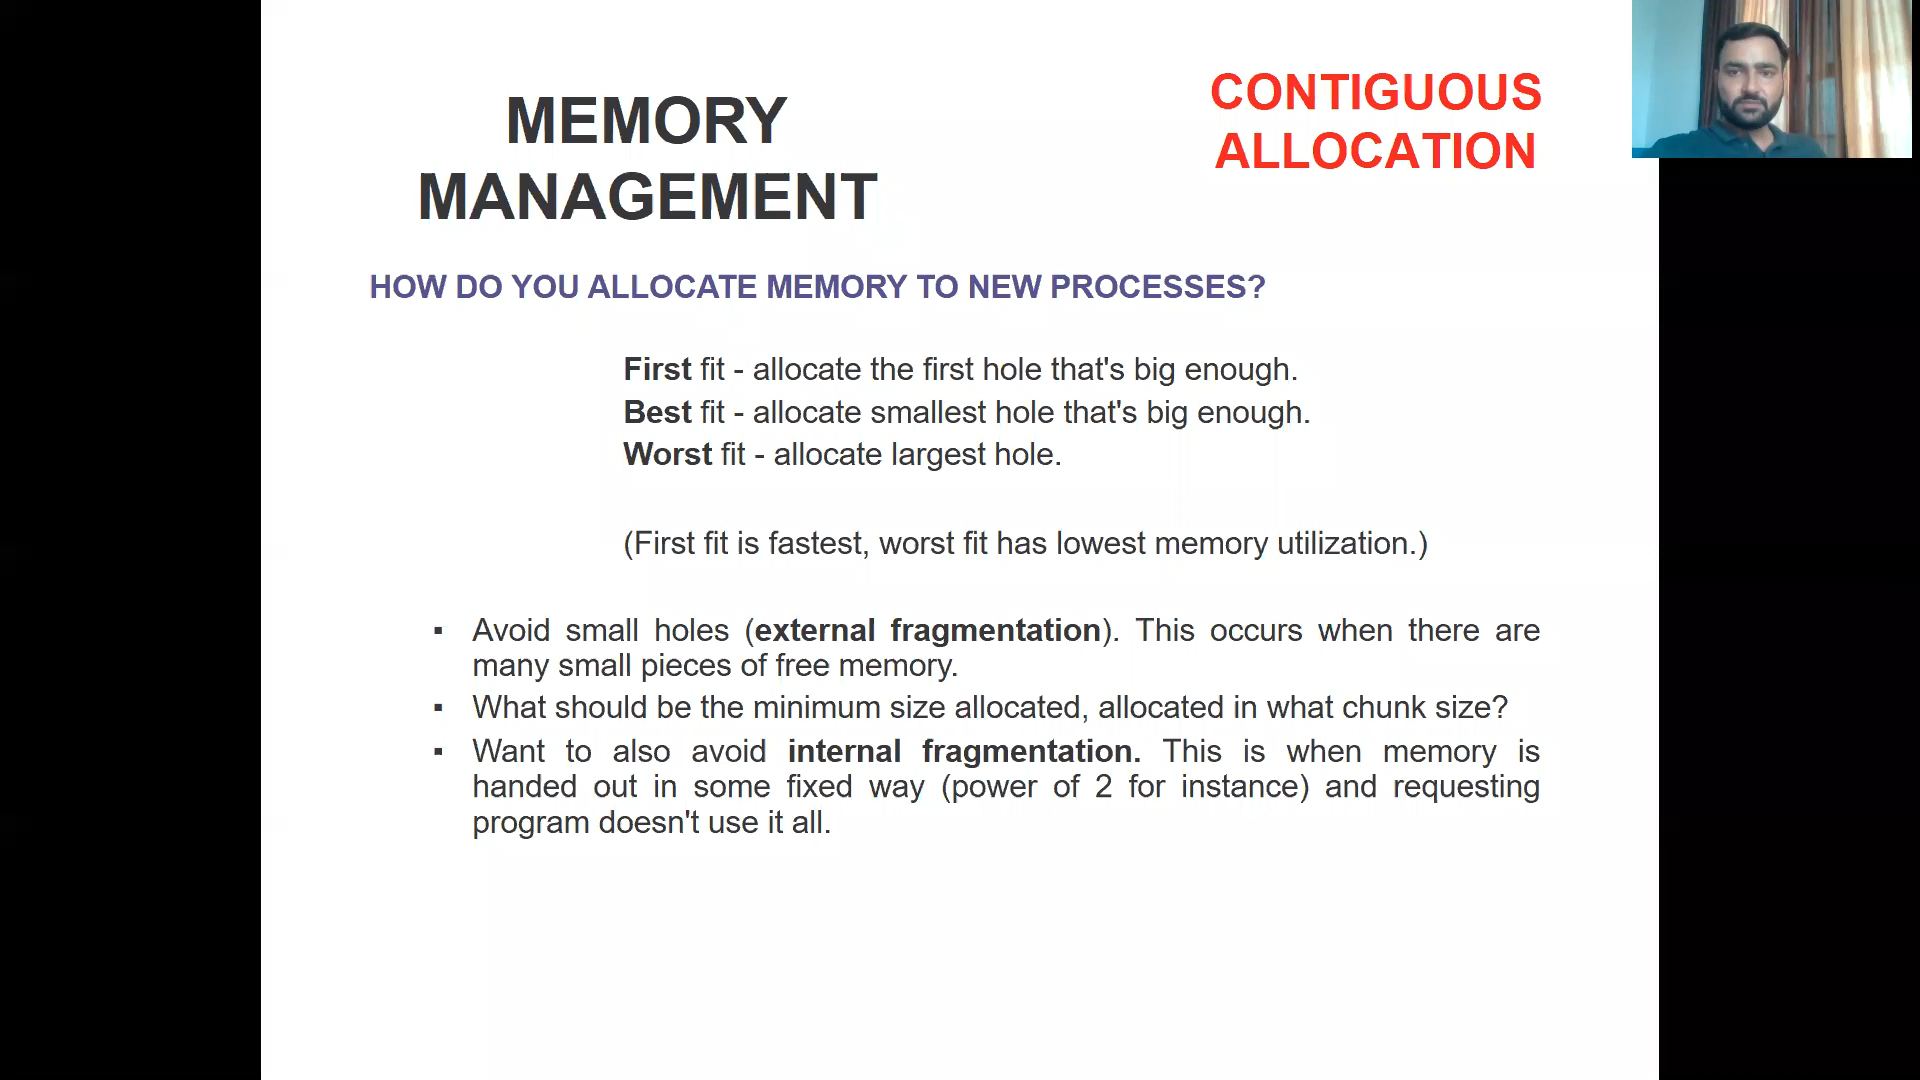 MEMORY
MANAGEMENT
CONTIGUOUS
ALLOCATION
HOW DO YOU ALLOCATE MEMORY TO NEW PROCESSES?
First fit - allocate the first hole that's big enough.
Best fit - allocate smallest hole that's big enough.
Worst fit - allocate largest hole.
(First fit is fastest, worst fit has lowest memory utilization.)
▪ Avoid small holes (external fragmentation). This occurs when there are
many small pieces of free memory.
▪ What should be the minimum size allocated, allocated in what chunk size?
▪ Want to also avoid internal fragmentation. This is when memory is
handed out in some fixed way (power of 2 for instance) and requesting
program doesn't use it all.